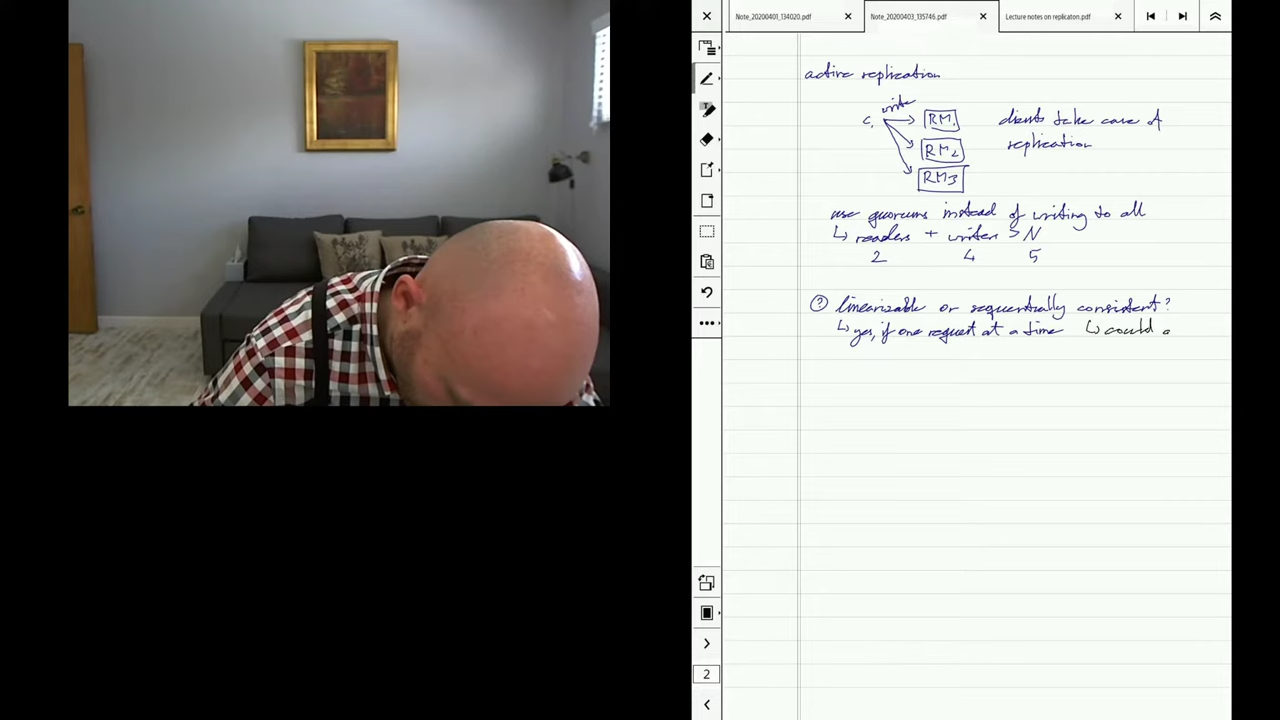 Note_20200401_134020.pdf
Note_20200403_135746.pdf
Lecture notes on replicaton.pdf
active replication
write
C1
RM1
RM2
RM3
clients take care of
replication
use quorums instead of writing to all
↳ readers + writers > N
2 4 5
? linearizable or sequentially consistent?
↳ yes, if one request at a time ↳ could a
2